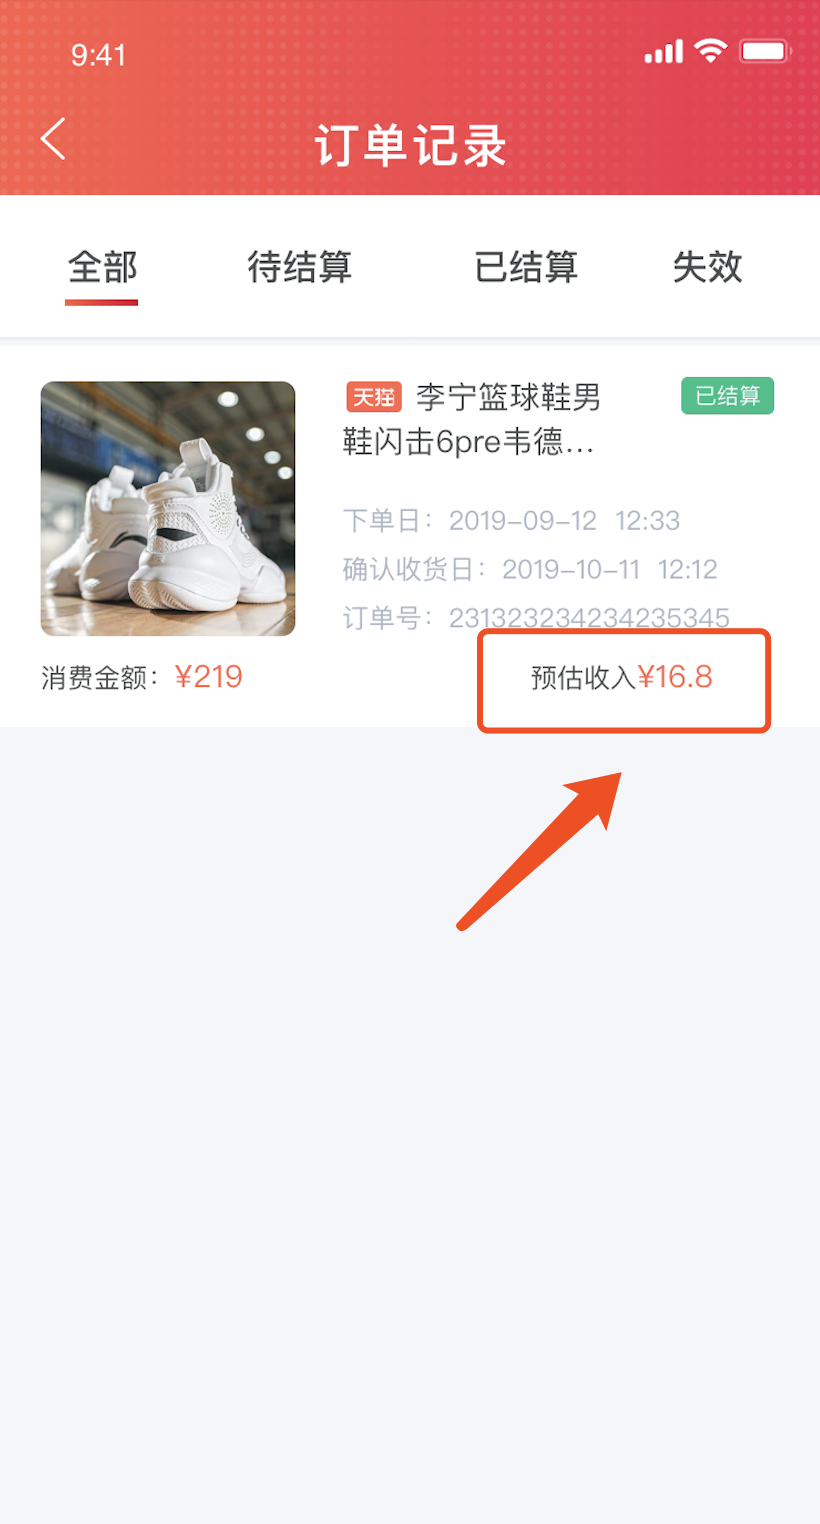 9:41
订单记录
全部 待结算 已结算 失效
天猫 李宁篮球鞋男 已结算
鞋闪击6pre韦德...
下单日：2019-09-12 12:33
确认收货日：2019-10-11 12:12
订单号：231323234234235345
消费金额：¥219 预估收入¥16.8